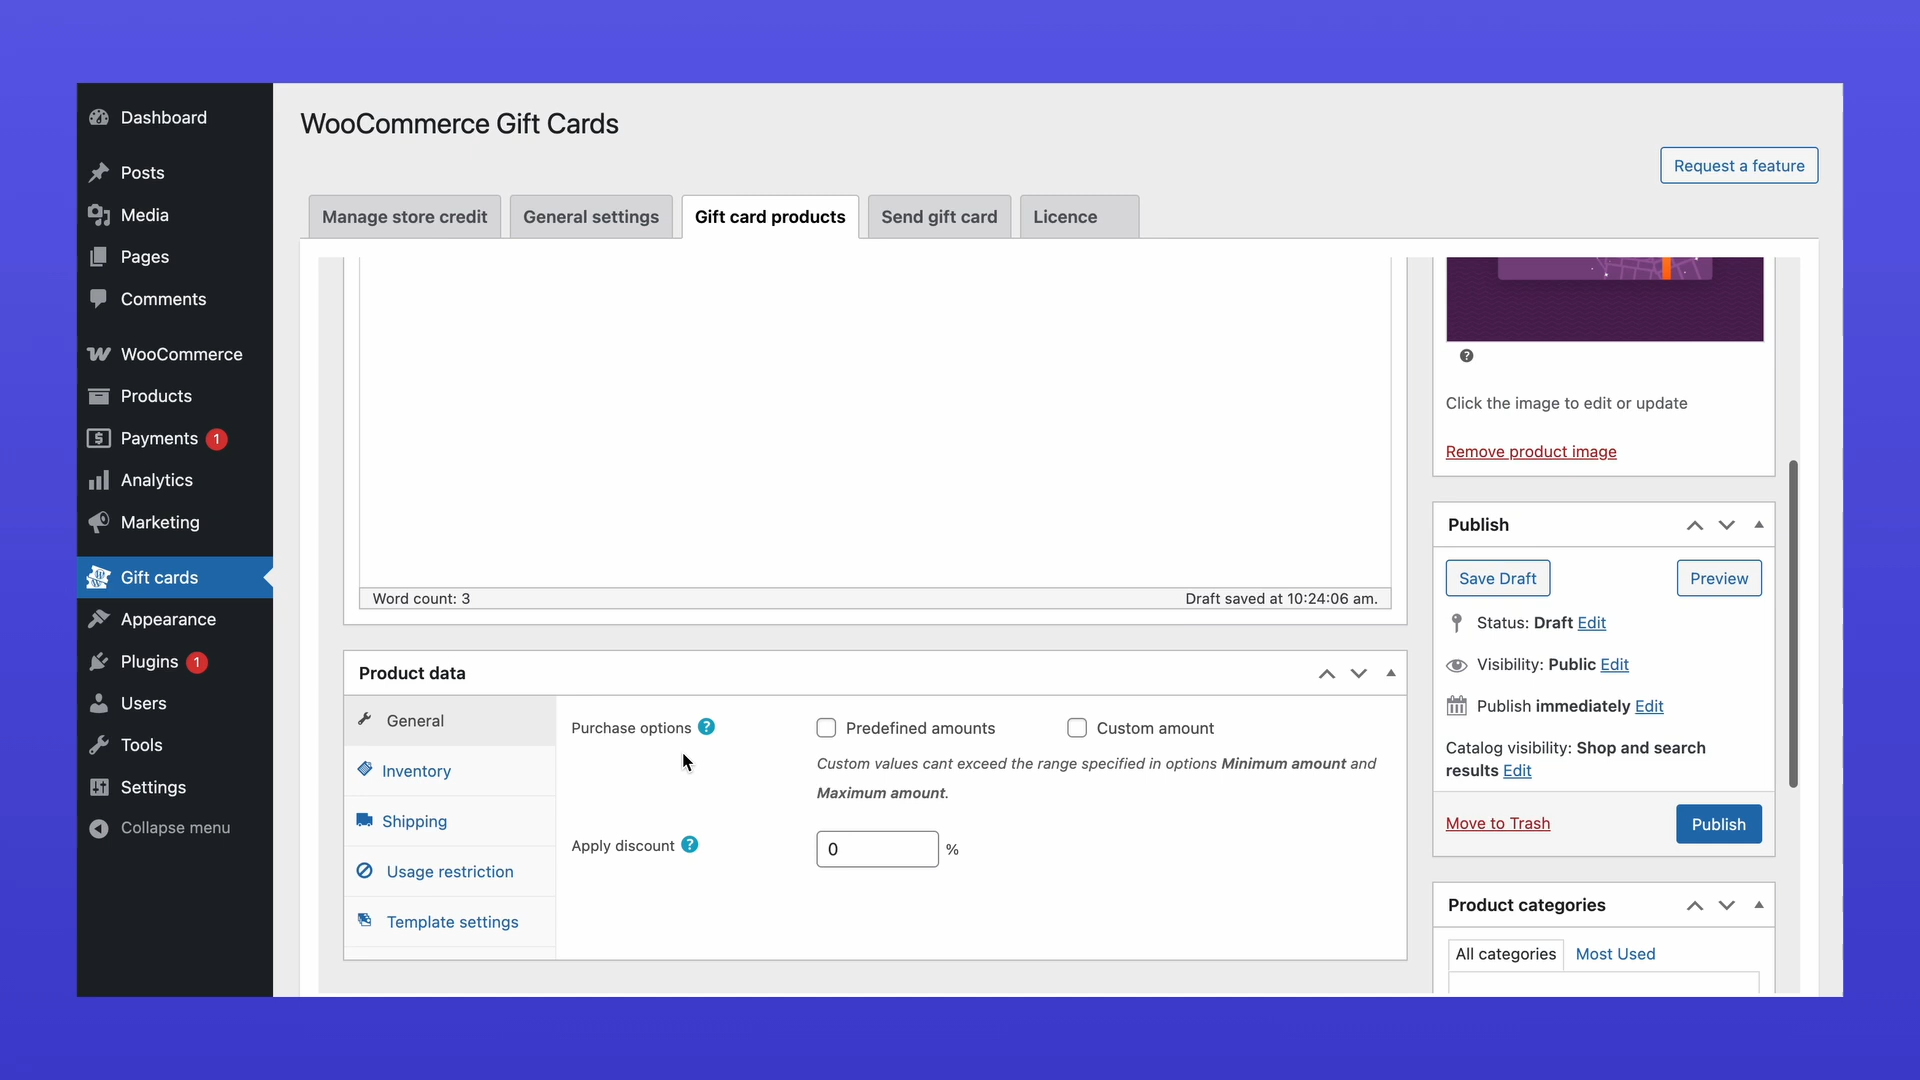 Dashboard
Posts
Media
Pages
Comments
WooCommerce
Products
Payments 1
Analytics
Marketing
Gift cards
Appearance
Plugins 1
Users
Tools
Settings
Collapse menu
WooCommerce Gift Cards
Request a feature
Manage store credit
General settings
Gift card products
Send gift card
Licence
Word count: 3
Draft saved at 10:24:06 am.
Product data
General
Inventory
Shipping
Usage restriction
Template settings
Purchase options ?
Predefined amounts
Custom amount
Custom values cant exceed the range specified in options Minimum amount and
Maximum amount.
Apply discount ?
0 %
?
Click the image to edit or update
Remove product image
Publish
Save Draft
Preview
Status: Draft Edit
Visibility: Public Edit
Publish immediately Edit
Catalog visibility: Shop and search
results Edit
Move to Trash
Publish
Product categories
All categories
Most Used